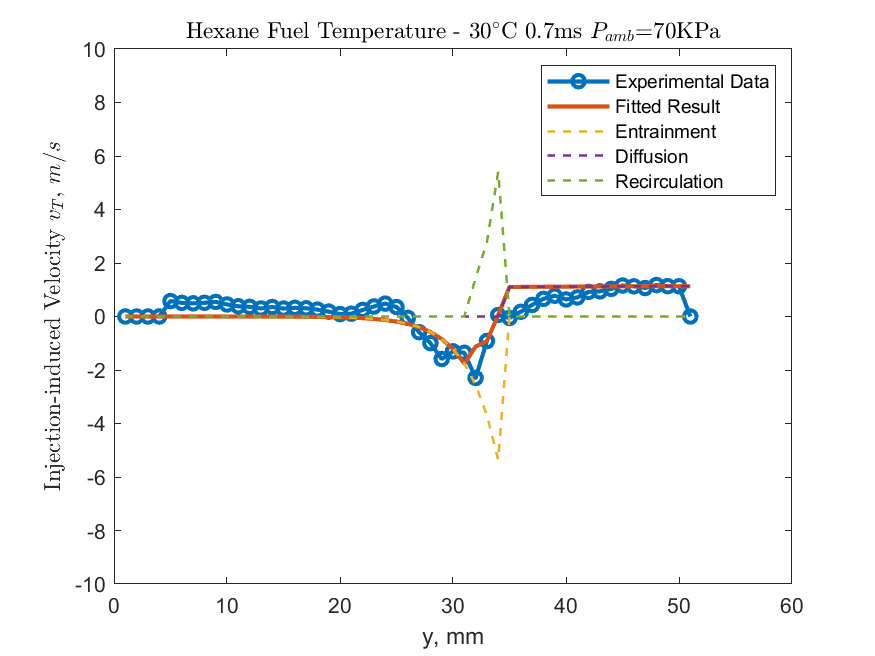 Hexane Fuel Temperature - 30°C 0.7ms P_amb=70KPa
10
8
6
4
2
0
-2
-4
-6
-8
-10
Injection-induced Velocity v_T, m/s
Experimental Data
Fitted Result
Entrainment
Diffusion
Recirculation
0 10 20 30 40 50 60
y, mm